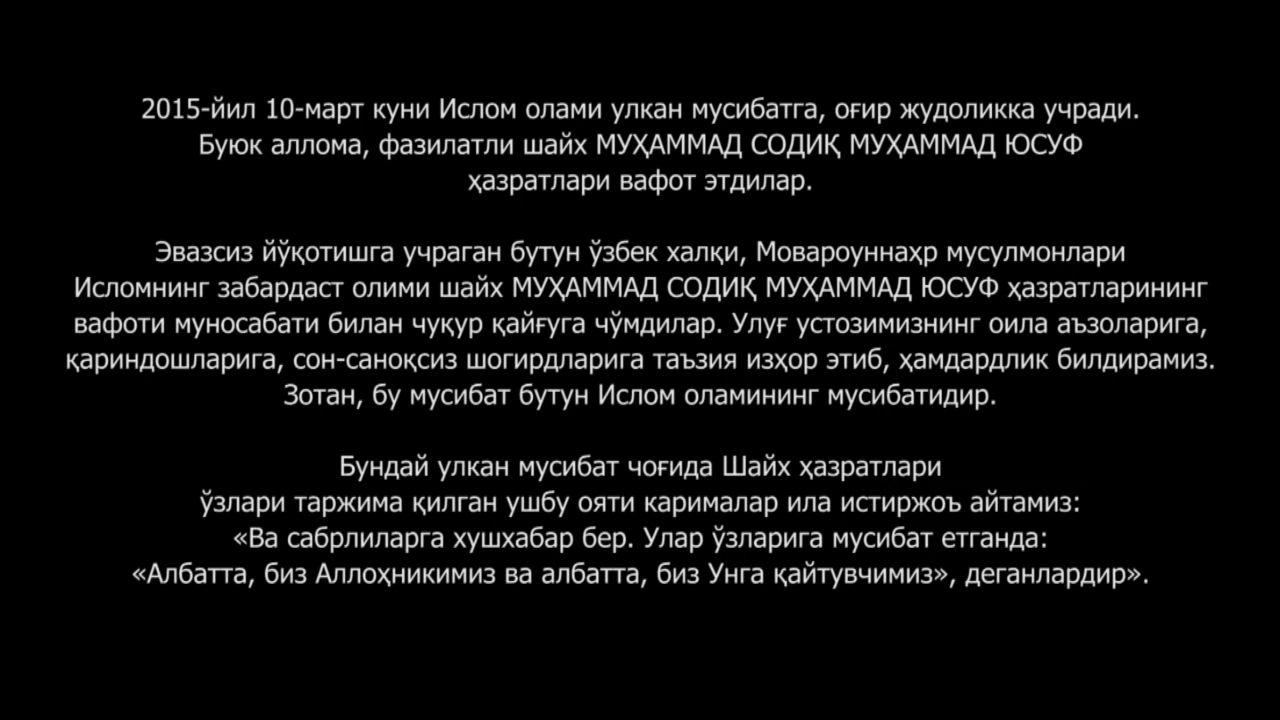 2015-йил 10-март куни Ислом олами улкан мусибатга, оғир жудоликка учради.
Буюк аллома, фазилатли шайх МУҲАММАД СОДИҚ МУҲАММАД ЮСУФ
ҳазратлари вафот этдилар.
Эвазсиз йўқотишга учраган бутун ўзбек халқи, Мовароуннаҳр мусулмонлари
Исломнинг забардаст олими шайх МУҲАММАД СОДИҚ МУҲАММАД ЮСУФ ҳазратларининг
вафоти муносабати билан чуқур қайғуга чўмдилар. Улуғ устозимизнинг оила аъзоларига,
қариндошларига, сон-саноқсиз шогирдларига таъзия изҳор этиб, ҳамдардлик билдирамиз.
Зотан, бу мусибат бутун Ислом оламининг мусибатидир.
Бундай улкан мусибат чоғида Шайх ҳазратлари
ўзлари таржима қилган ушбу ояти карималар ила истиржоъ айтамиз:
«Ва сабрлиларга хушхабар бер. Улар ўзларига мусибат етганда:
«Албатта, биз Аллоҳникимиз ва албатта, биз Унга қайтувчимиз», деганлардир».